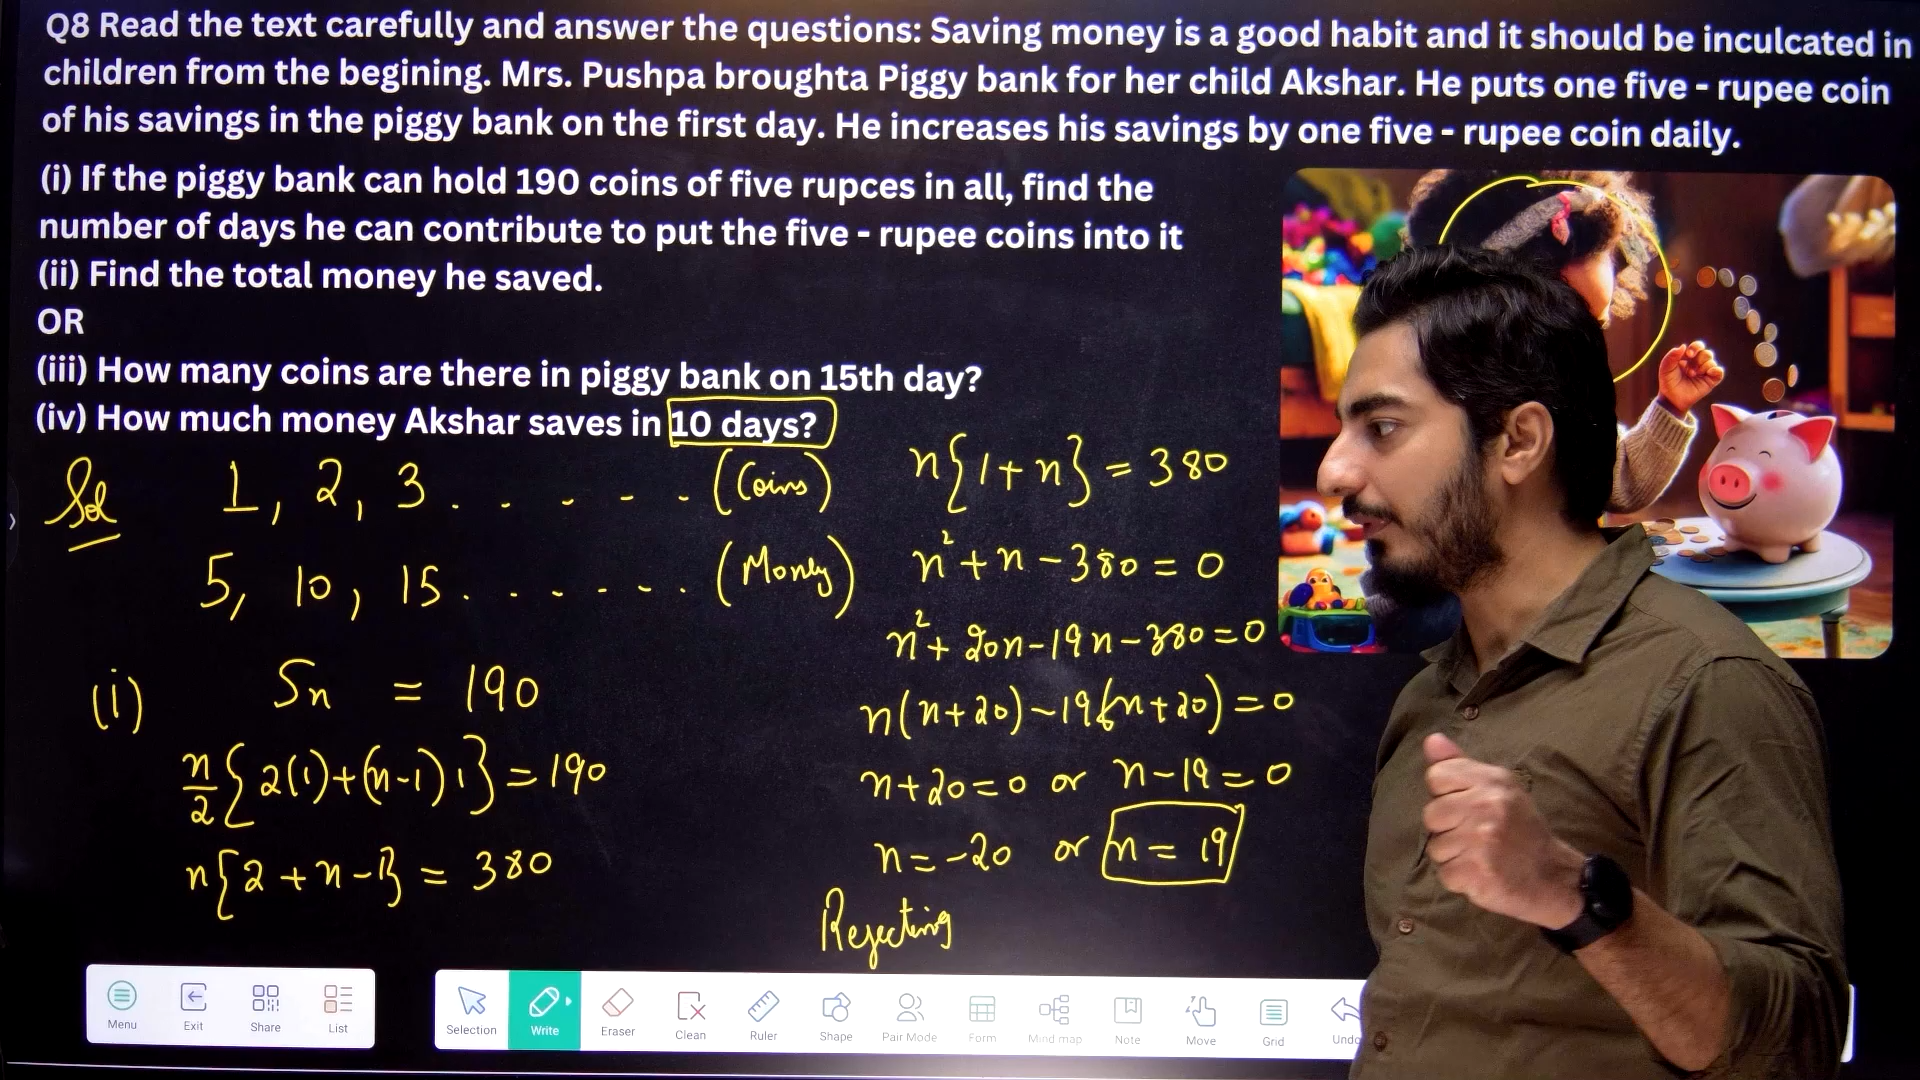 Q8 Read the text carefully and answer the questions: Saving money is a good habit and it should be inculcated in
children from the begining. Mrs. Pushpa broughta Piggy bank for her child Akshar. He puts one five - rupee coin
of his savings in the piggy bank on the first day. He increases his savings by one five - rupee coin daily.
(i) If the piggy bank can hold 190 coins of five rupces in all, find the
number of days he can contribute to put the five - rupee coins into it
(ii) Find the total money he saved.
OR
(iii) How many coins are there in piggy bank on 15th day?
(iv) How much money Akshar saves in 10 days?
Sol 1, 2, 3 . . . . . . (Coins)
5, 10, 15 . . . . . . . (Money)
(i) Sn = 190
n/2 {2(1)+(n-1)1} = 190
n{2 + n-1} = 380
n{1+n} = 380
n²+n-380 = 0
n²+20n-19n-380=0
n(n+20)-19(n+20)=0
n+20=0 or n-19=0
n=-20 or n=19
Rejecting
Menu Exit Share List
Selection Write Eraser Clean Ruler Shape Pair Mode Form Mind map Note Move Grid Undo